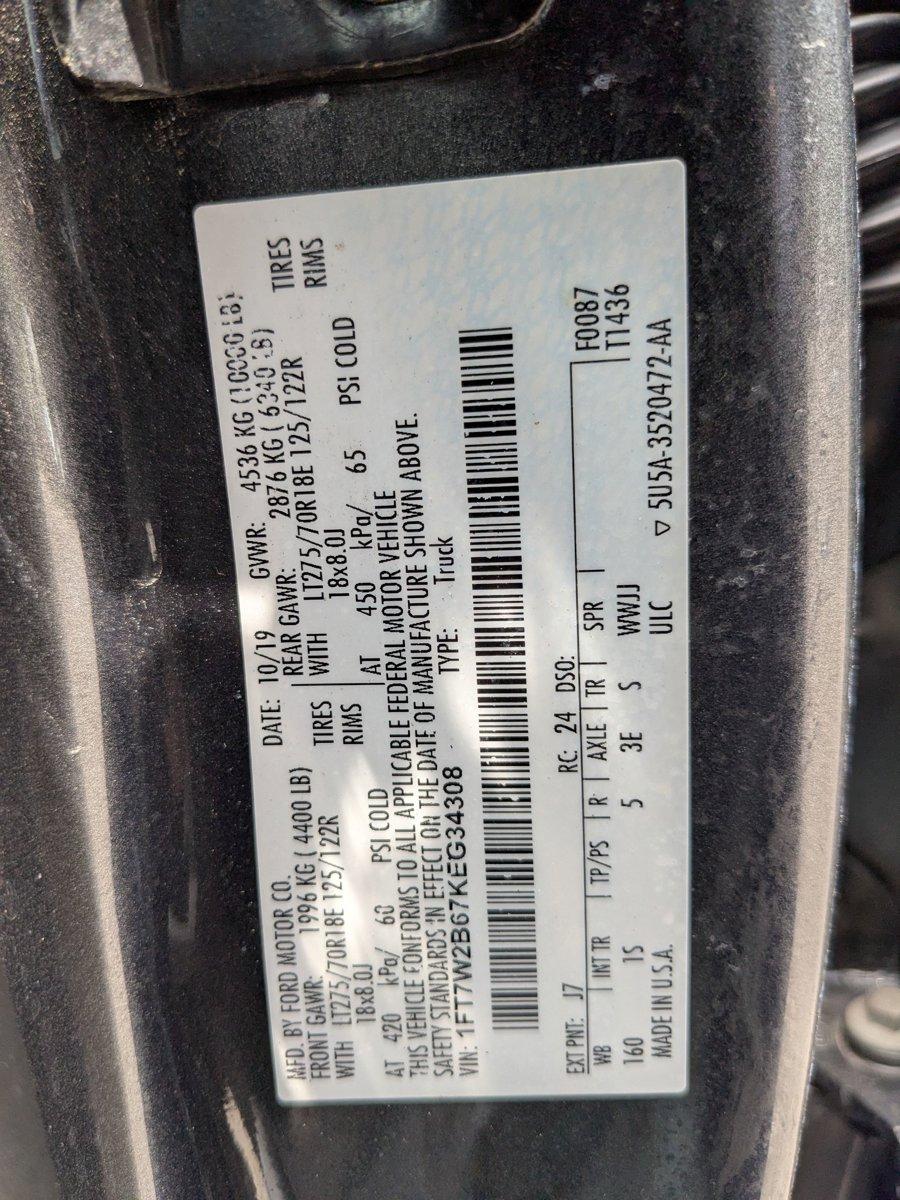 MFD. BY FORD MOTOR CO.
DATE: 10/19 GVWR: 4536 KG (10000 LB)
FRONT GAWR: 1996 KG ( 4400 LB) REAR GAWR: 2876 KG ( 6340 LB)
WITH LT275/70R18E 125/122R TIRES WITH LT275/70R18E 125/122R TIRES
18x8.0J RIMS 18x8.0J RIMS
AT 420 kPa/ 60 PSI COLD AT 450 kPa/ 65 PSI COLD
THIS VEHICLE CONFORMS TO ALL APPLICABLE FEDERAL MOTOR VEHICLE
SAFETY STANDARDS IN EFFECT ON THE DATE OF MANUFACTURE SHOWN ABOVE.
VIN: 1FT7W2B67KEG34308 TYPE: Truck
EXT PNT: J7 RC: 24 DSO:
WB INT TR TP/PS R AXLE TR SPR F0087
160 1S 5 3E S WWJJ T1436
MADE IN U.S.A. ULC ▽ 5U5A-3520472-AA